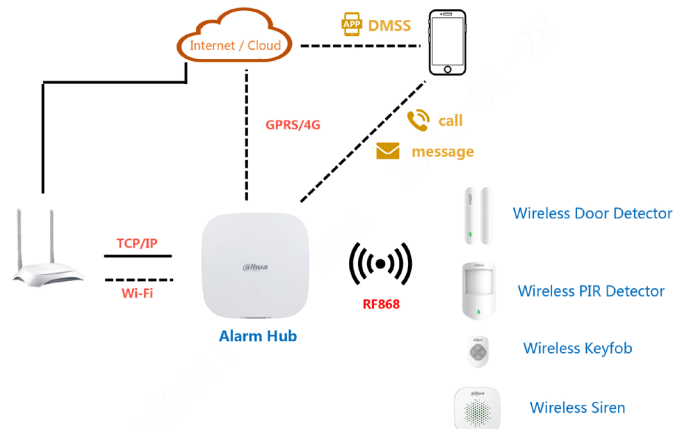 APP DMSS
Internet / Cloud
GPRS/4G
call
message
Wireless Door Detector
TCP/IP
alhua
Wi-Fi
RF868
Wireless PIR Detector
Alarm Hub
Wireless Keyfob
Wireless Siren